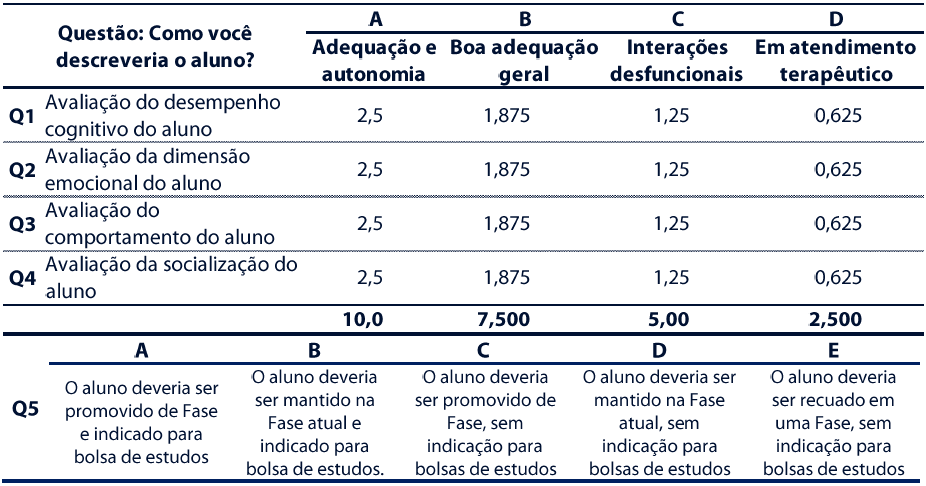 Questão: Como você descreveria o aluno?
A B C D
Adequação e autonomia
Boa adequação geral
Interações desfuncionais
Em atendimento terapêutico
Q1 Avaliação do desempenho cognitivo do aluno 2,5 1,875 1,25 0,625
Q2 Avaliação da dimensão emocional do aluno 2,5 1,875 1,25 0,625
Q3 Avaliação do comportamento do aluno 2,5 1,875 1,25 0,625
Q4 Avaliação da socialização do aluno 2,5 1,875 1,25 0,625
10,0 7,500 5,00 2,500
Q5
A
O aluno deveria ser
promovido de Fase
e indicado para
bolsa de estudos
B
O aluno deveria
ser mantido na
Fase atual e
indicado para
bolsa de estudos.
C
O aluno deveria
ser promovido de
Fase, sem
indicação para
bolsas de estudos
D
O aluno deveria ser
mantido na Fase
atual, sem
indicação para
bolsas de estudos
E
O aluno deveria
ser recuado em
uma Fase, sem
indicação para
bolsas de estudos